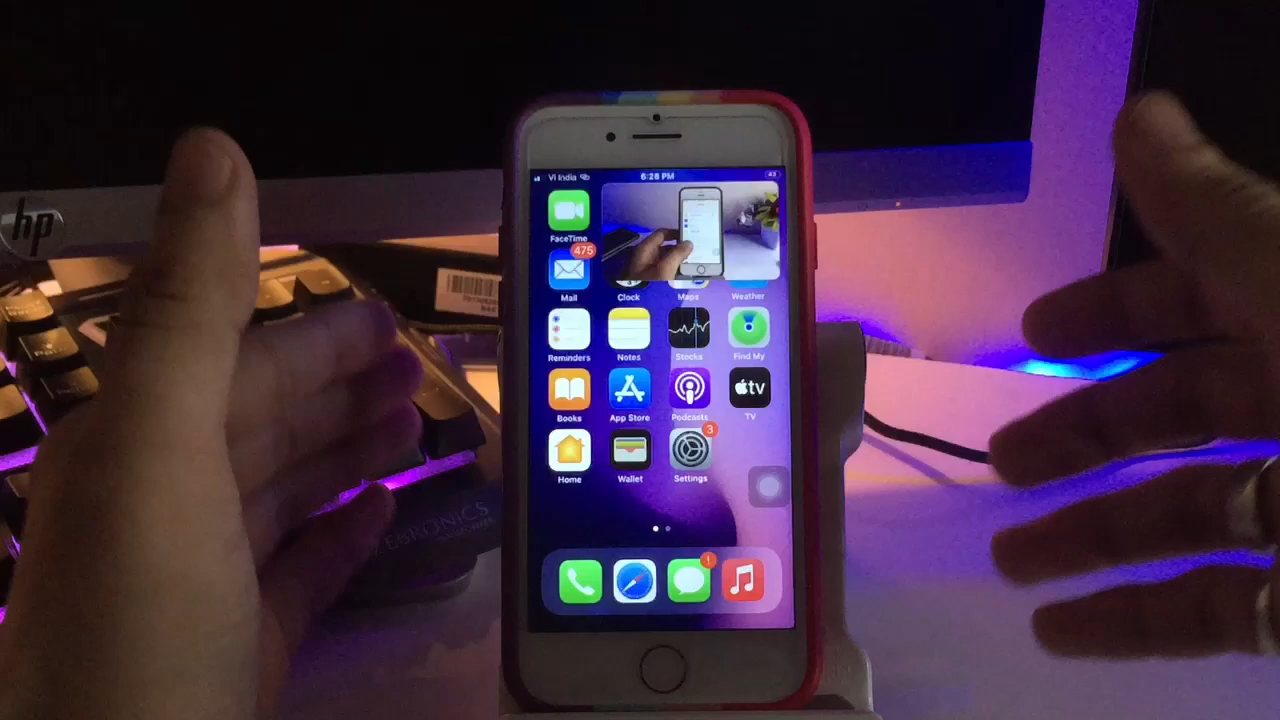 hp
VI India
6:28 PM
FaceTime
475
Mail
Clock
Maps
Weather
Reminders
Notes
Stocks
Find My
Books
App Store
Podcasts
tv
TV
3
Home
Wallet
Settings
EBRONICS
!